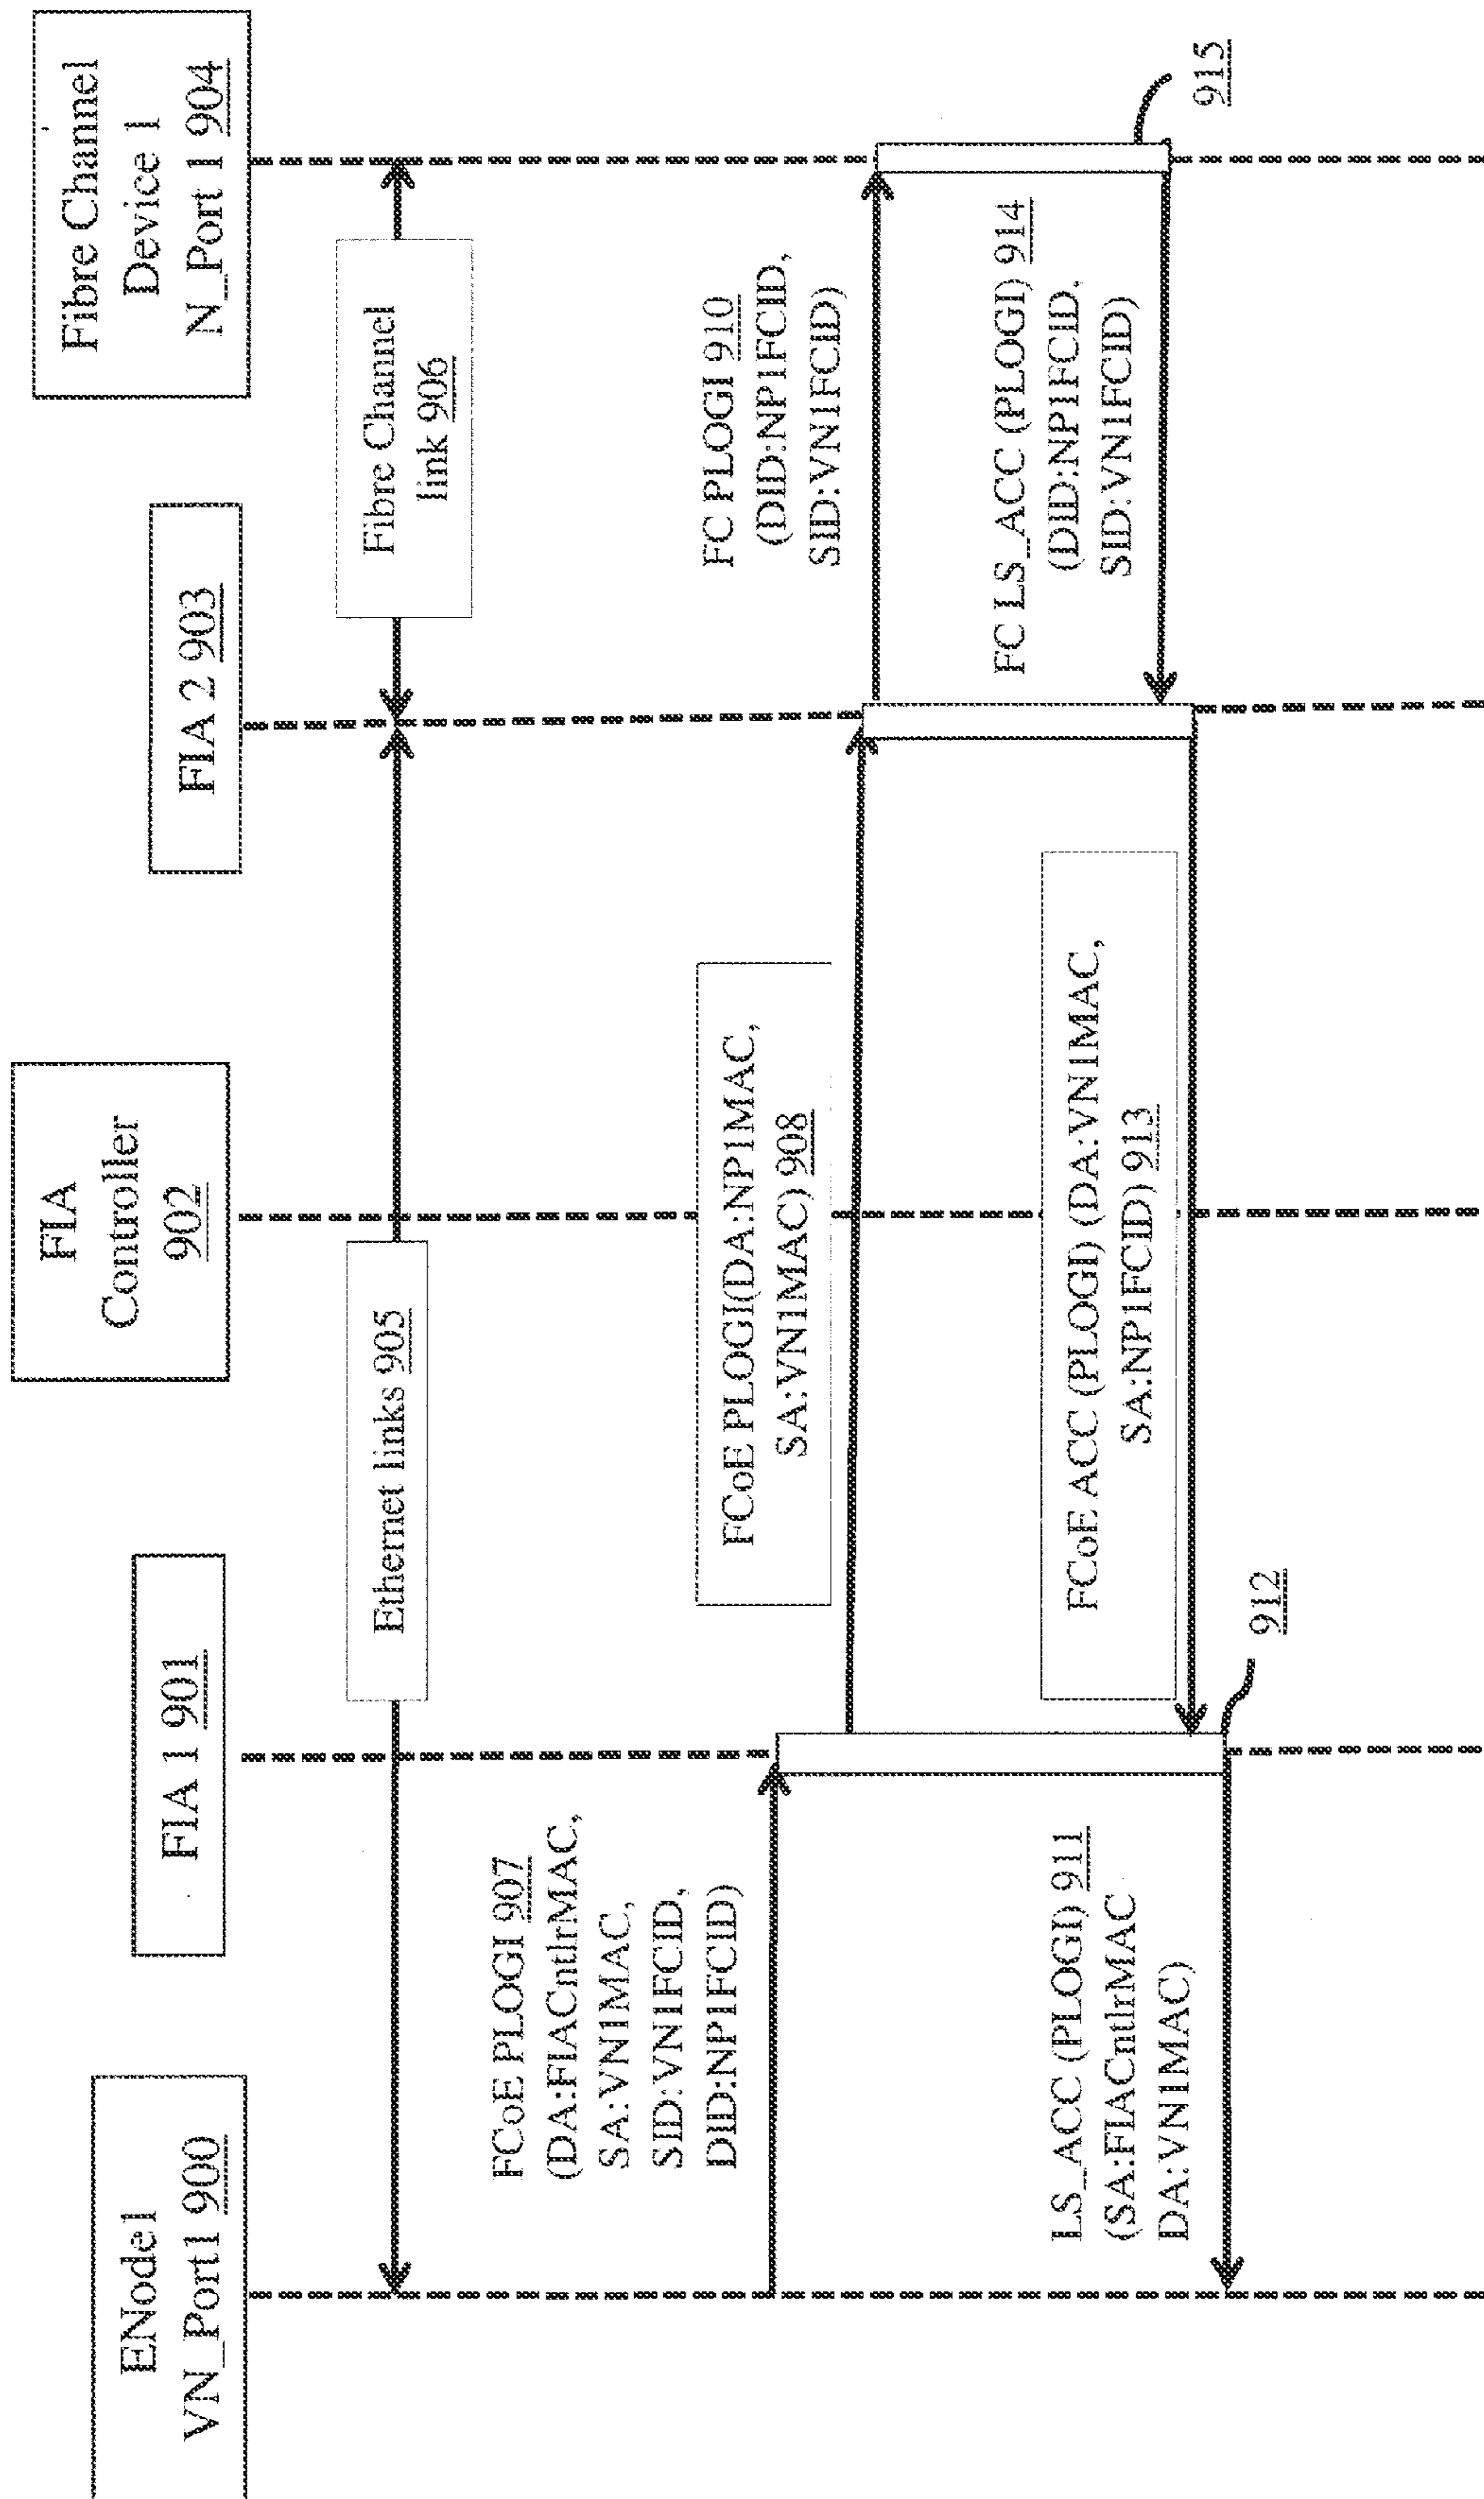 ENode1
VN_Port1 900
FIA 1 901
FIA
Controller
902
FIA 2 903
Fibre Channel
Device 1
N_Port 1 904
Ethernet links 905
Fibre Channel
link 906
FCoE PLOGI 907
(DA:FIACntlrMAC,
SA:VN1MAC,
SID:VN1FCID,
DID:NP1FCID)
FCoE PLOGI(DA:NP1MAC,
SA:VN1MAC) 908
FC PLOGI 910
(DID:NP1FCID,
SID:VN1FCID)
LS_ACC (PLOGI) 911
(SA:FIACntlrMAC
DA:VN1MAC)
912
FCoE ACC (PLOGI) (DA:VN1MAC,
SA:NP1FCID) 913
FC LS_ACC (PLOGI) 914
(DID:NP1FCID,
SID:VN1FCID)
915